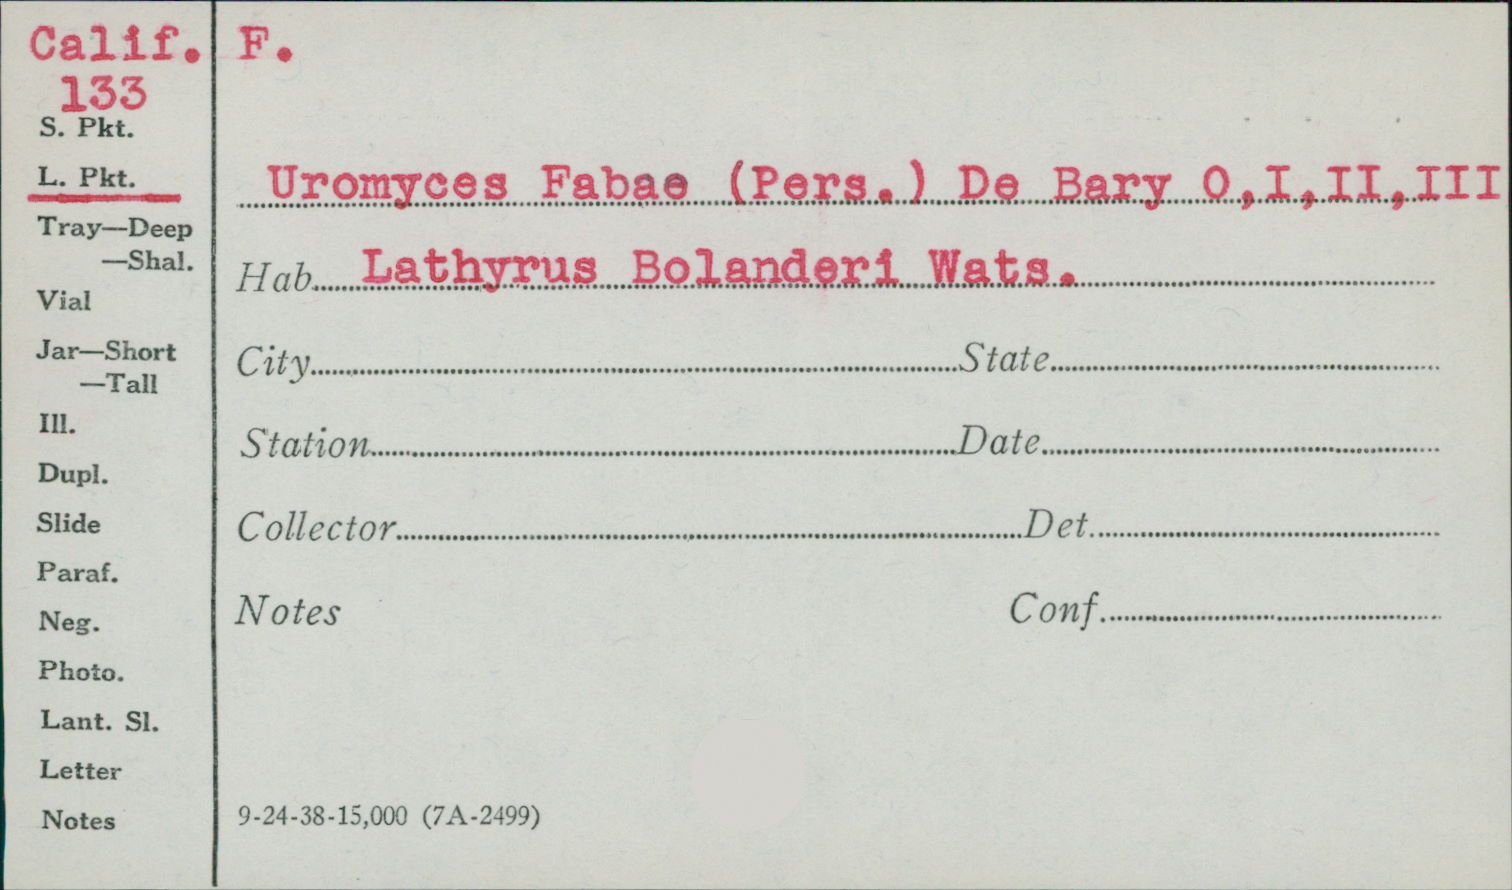 Calif. F.
133
S. Pkt.
L. Pkt.
Uromyces Fabae (Pers.) De Bary O,I,II,III
Tray—Deep
—Shal.
Hab. Lathyrus Bolanderi Wats.
Vial
Jar—Short
—Tall
City State
Ill.
Station Date
Dupl.
Slide
Collector Det.
Paraf.
Neg.
Notes Conf.
Photo.
Lant. Sl.
Letter
Notes
9-24-38-15,000 (7A-2499)